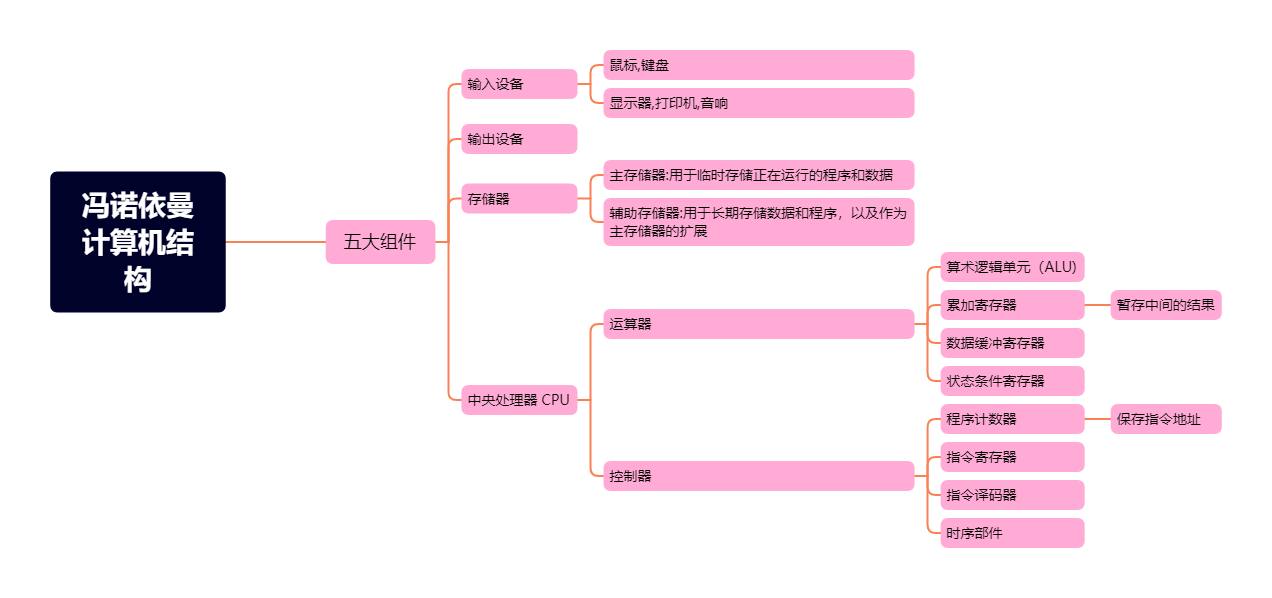 冯诺依曼
计算机结
构
五大组件
输入设备
鼠标,键盘
显示器,打印机,音响
输出设备
存储器
主存储器:用于临时存储正在运行的程序和数据
辅助存储器:用于长期存储数据和程序，以及作为
主存储器的扩展
中央处理器 CPU
运算器
算术逻辑单元（ALU)
累加寄存器
暂存中间的结果
数据缓冲寄存器
状态条件寄存器
控制器
程序计数器
保存指令地址
指令寄存器
指令译码器
时序部件